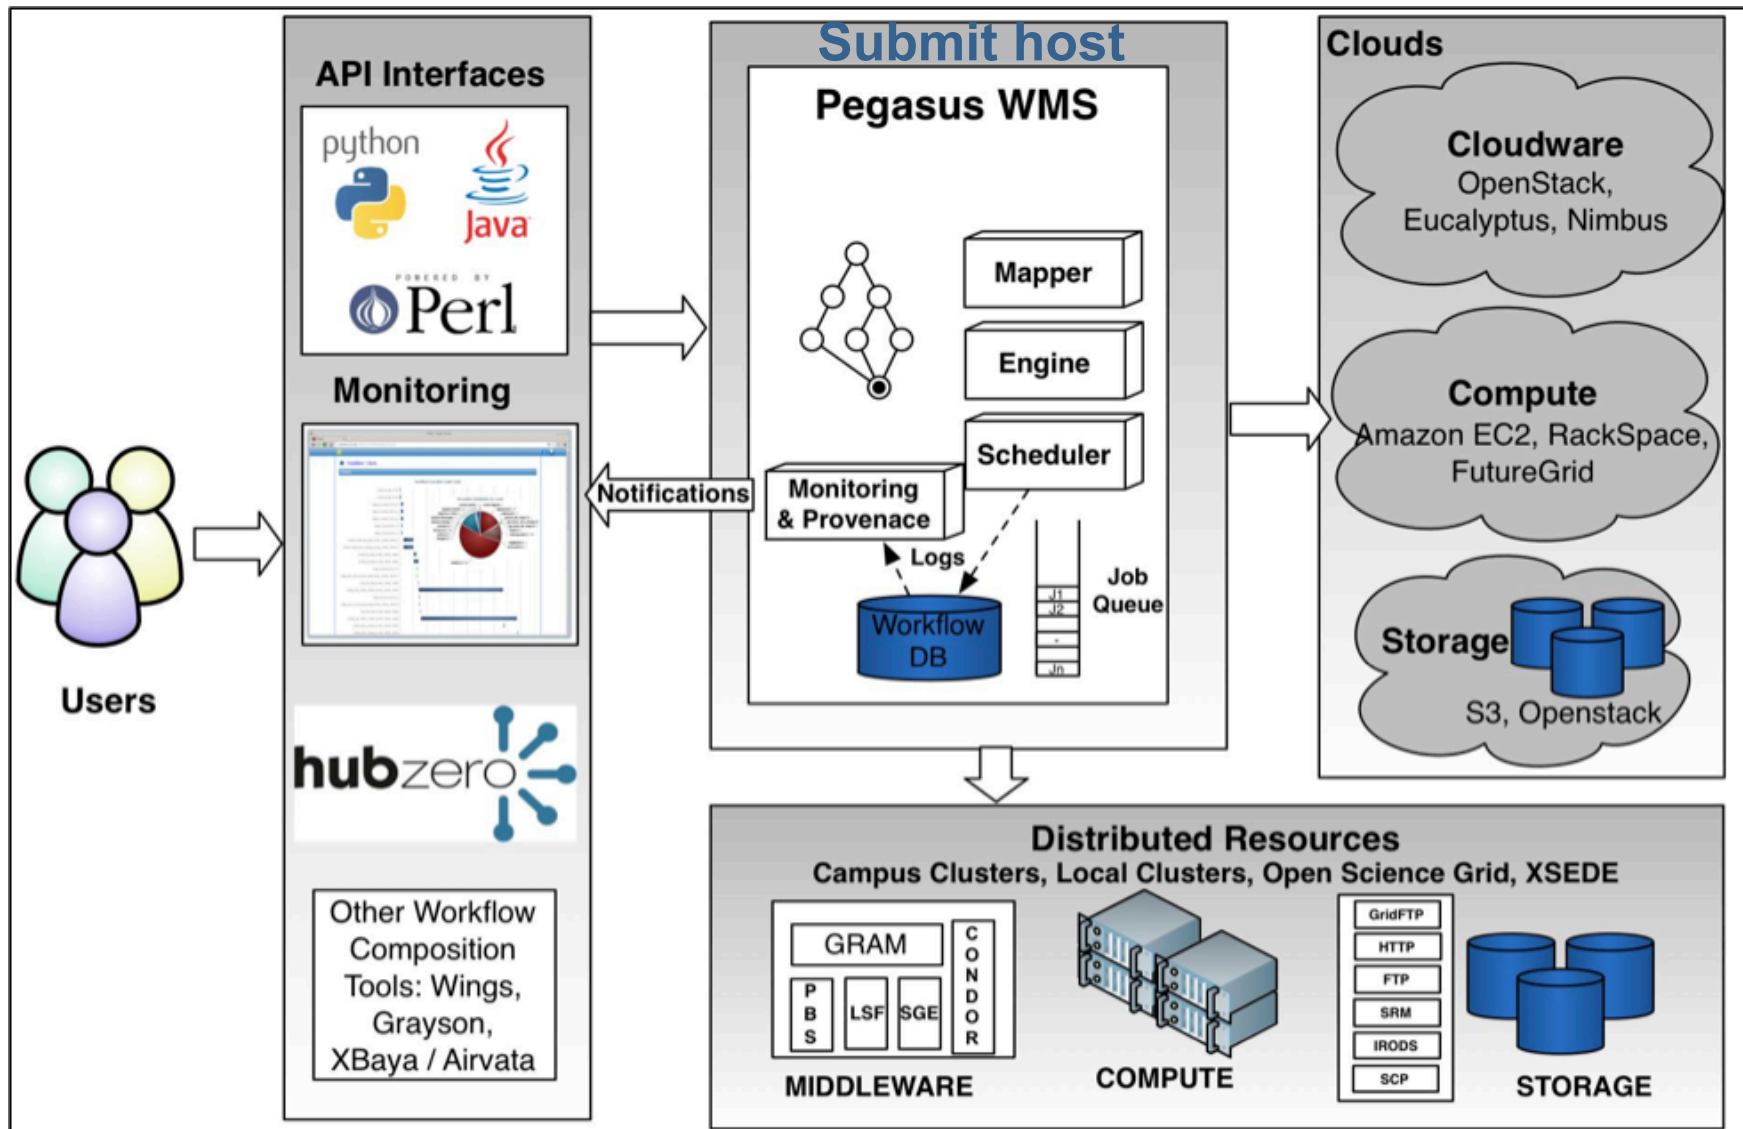 Users
API Interfaces
python
Java
POWERED BY
Perl
Monitoring
hubzero
Other Workflow
Composition
Tools: Wings,
Grayson,
XBaya / Airvata
Submit host
Pegasus WMS
Mapper
Engine
Scheduler
Notifications
Monitoring
& Provenace
Logs
Workflow
DB
J1
J2
.
Jn
Job
Queue
Clouds
Cloudware
OpenStack,
Eucalyptus, Nimbus
Compute
Amazon EC2, RackSpace,
FutureGrid
Storage
S3, Openstack
Distributed Resources
Campus Clusters, Local Clusters, Open Science Grid, XSEDE
GRAM
PBS
LSF
SGE
CONDOR
MIDDLEWARE
COMPUTE
GridFTP
HTTP
FTP
SRM
IRODS
SCP
STORAGE